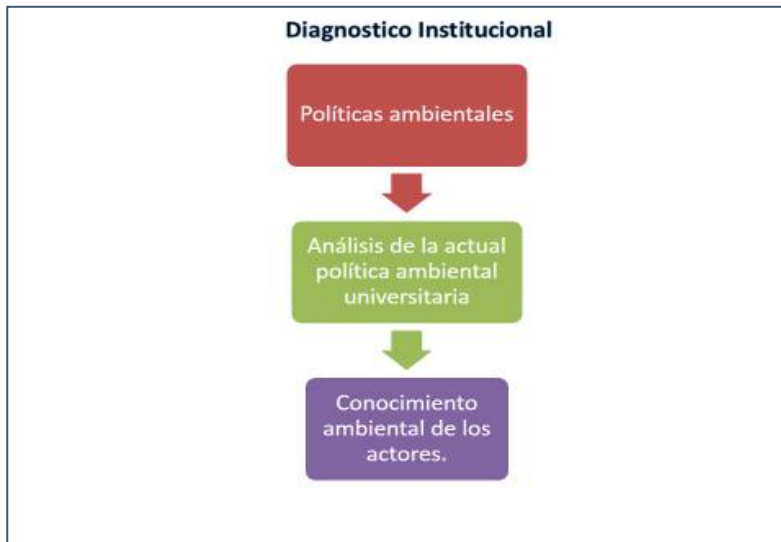 Diagnostico Institucional
Políticas ambientales
Análisis de la actual
política ambiental
universitaria
Conocimiento
ambiental de los
actores.